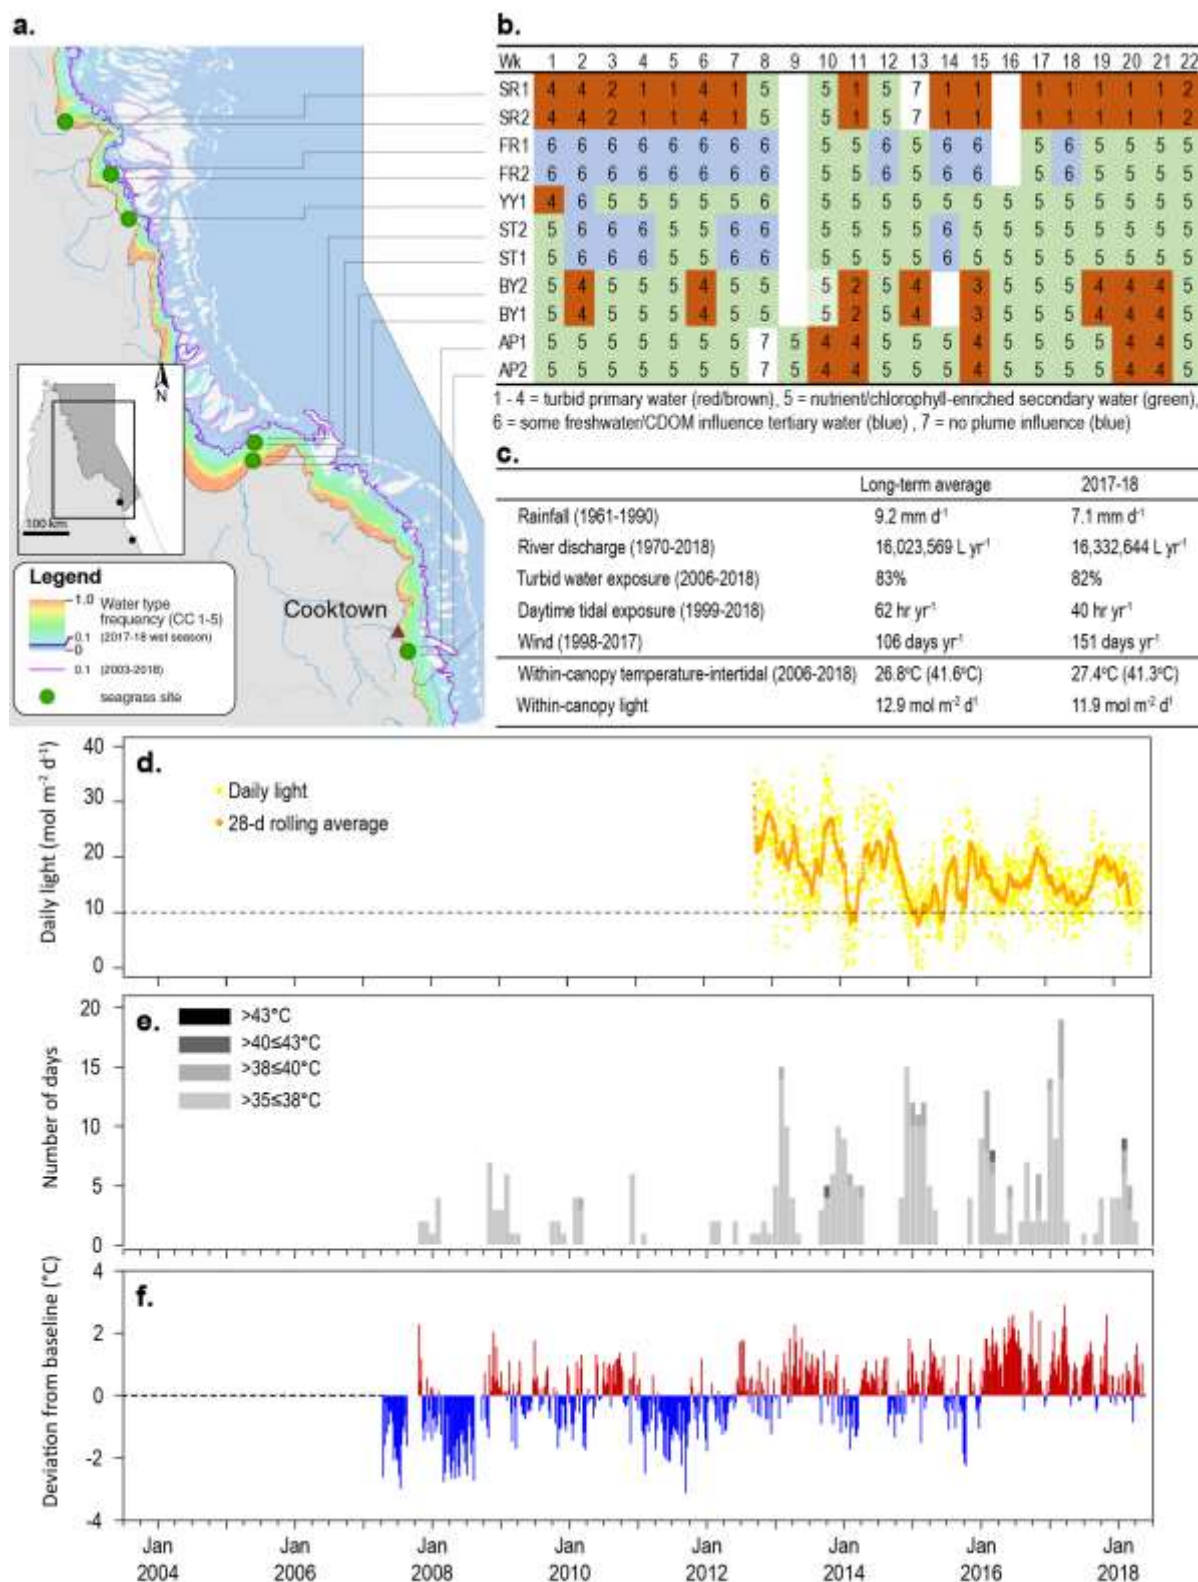 a.
N
100 km
Legend
1.0
Water type
frequency (CC 1-5)
0.1 (2017-18 wet season)
0
0.1 (2003-2018)
seagrass site
Cooktown
b.
Wk 1 2 3 4 5 6 7 8 9 10 11 12 13 14 15 16 17 18 19 20 21 22
SR1 4 4 2 1 1 4 1 5 5 1 5 7 1 1 1 1 1 1 1 2
SR2 4 4 2 1 1 4 1 5 5 1 5 7 1 1 1 1 1 1 1 2
FR1 6 6 6 6 6 6 6 6 5 5 6 5 6 6 5 6 5 5 5 5
FR2 6 6 6 6 6 6 6 6 5 5 6 5 6 6 5 6 5 5 5 5
YY1 4 6 5 5 5 5 5 6 5 5 5 5 5 5 5 5 5 5 5 5 5
ST2 5 6 6 6 5 5 6 6 5 5 5 5 6 5 5 5 5 5 5 5 5
ST1 5 6 6 6 5 5 6 6 5 5 5 5 6 5 5 5 5 5 5 5 5
BY2 5 4 5 5 5 4 5 5 5 2 5 4 3 5 5 5 4 4 4 5
BY1 5 4 5 5 5 4 5 5 5 2 5 4 3 5 5 5 4 4 4 5
AP1 5 5 5 5 5 5 5 7 5 4 4 5 5 5 4 5 5 5 5 4 4 5
AP2 5 5 5 5 5 5 5 7 5 4 4 5 5 5 4 5 5 5 5 4 4 5
1 - 4 = turbid primary water (red/brown), 5 = nutrient/chlorophyll-enriched secondary water (green),
6 = some freshwater/CDOM influence tertiary water (blue) , 7 = no plume influence (blue)
c.
Long-term average 2017-18
Rainfall (1961-1990) 9.2 mm d⁻¹ 7.1 mm d⁻¹
River discharge (1970-2018) 16,023,569 L yr⁻¹ 16,332,644 L yr⁻¹
Turbid water exposure (2006-2018) 83% 82%
Daytime tidal exposure (1999-2018) 62 hr yr⁻¹ 40 hr yr⁻¹
Wind (1998-2017) 106 days yr⁻¹ 151 days yr⁻¹
Within-canopy temperature-intertidal (2006-2018) 26.8ºC (41.6ºC) 27.4ºC (41.3ºC)
Within-canopy light 12.9 mol m⁻² d¹ 11.9 mol m⁻² d¹
d.
Daily light
28-d rolling average
Daily light (mol m⁻² d⁻¹)
40
30
20
10
0
e.
>43°C
>40≤43°C
>38≤40°C
>35≤38°C
Number of days
20
15
10
5
0
f.
Deviation from baseline (°C)
4
2
0
-2
-4
Jan Jan Jan Jan Jan Jan Jan Jan
2004 2006 2008 2010 2012 2014 2016 2018